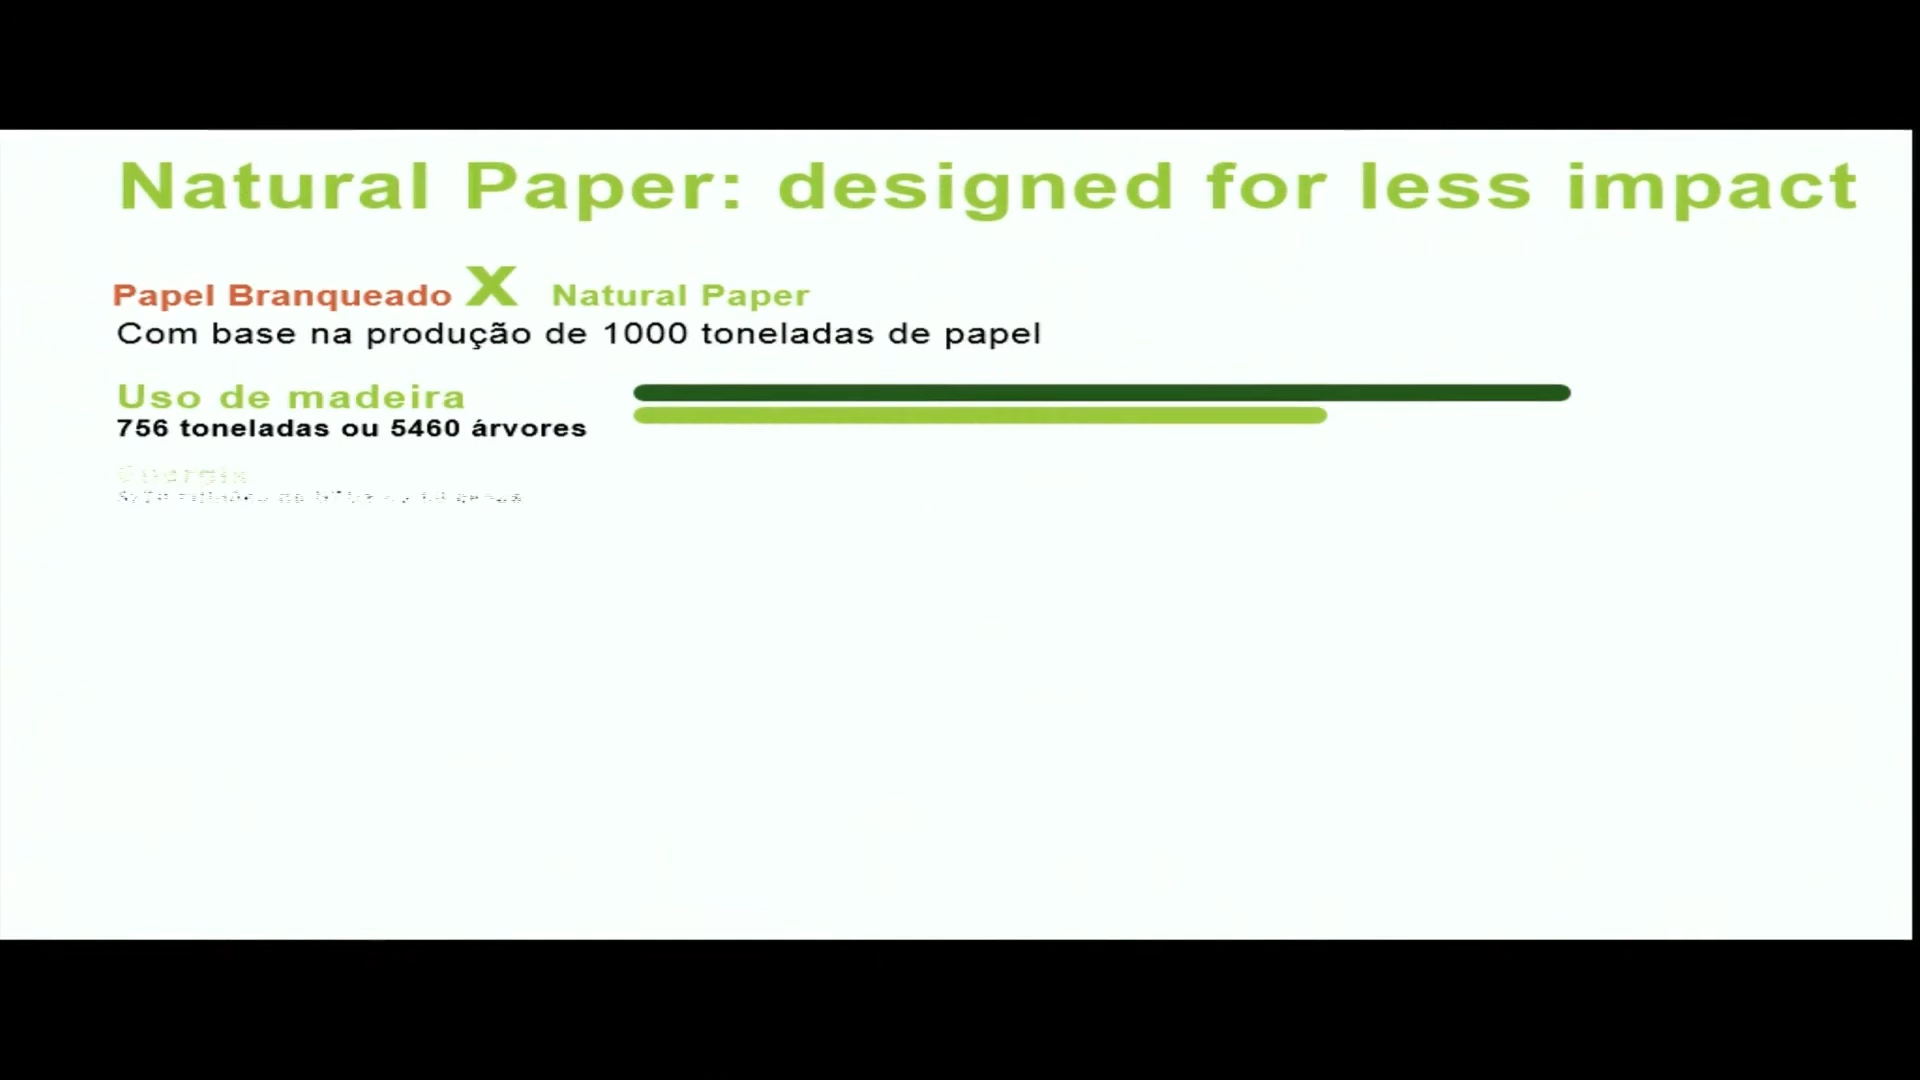 Natural Paper: designed for less impact
Papel Branqueado X Natural Paper
Com base na produção de 1000 toneladas de papel
Uso de madeira
756 toneladas ou 5460 árvores
Energia